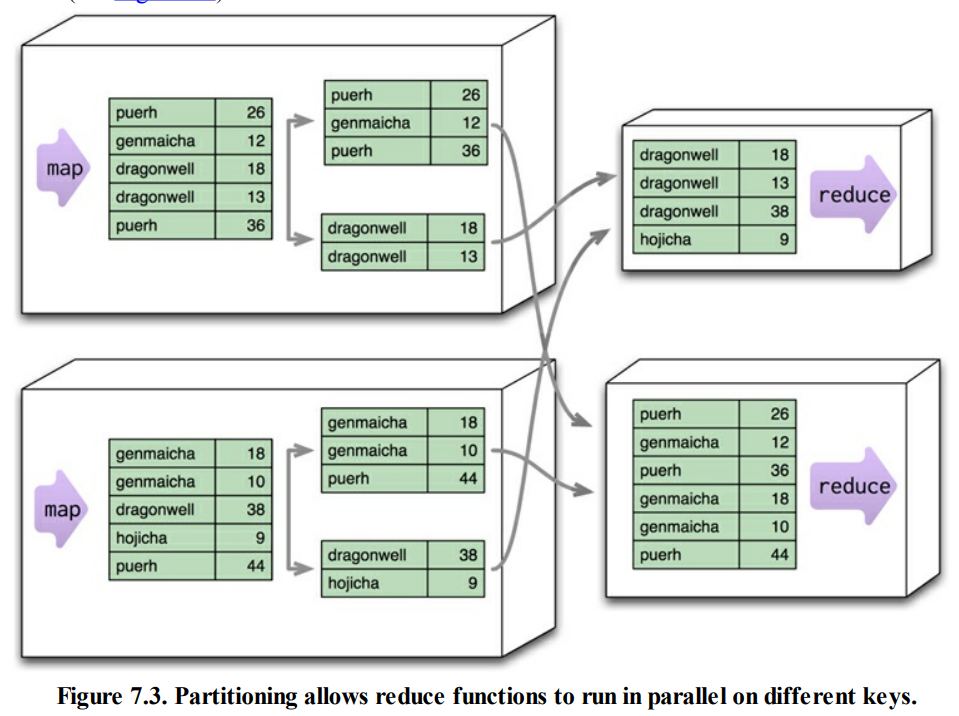 map
puerh 26
genmaicha 12
dragonwell 18
dragonwell 13
puerh 36
puerh 26
genmaicha 12
puerh 36
dragonwell 18
dragonwell 13
dragonwell 18
dragonwell 13
dragonwell 38
hojicha 9
reduce
map
genmaicha 18
genmaicha 10
dragonwell 38
hojicha 9
puerh 44
genmaicha 18
genmaicha 10
puerh 44
dragonwell 38
hojicha 9
puerh 26
genmaicha 12
puerh 36
genmaicha 18
genmaicha 10
puerh 44
reduce
Figure 7.3. Partitioning allows reduce functions to run in parallel on different keys.